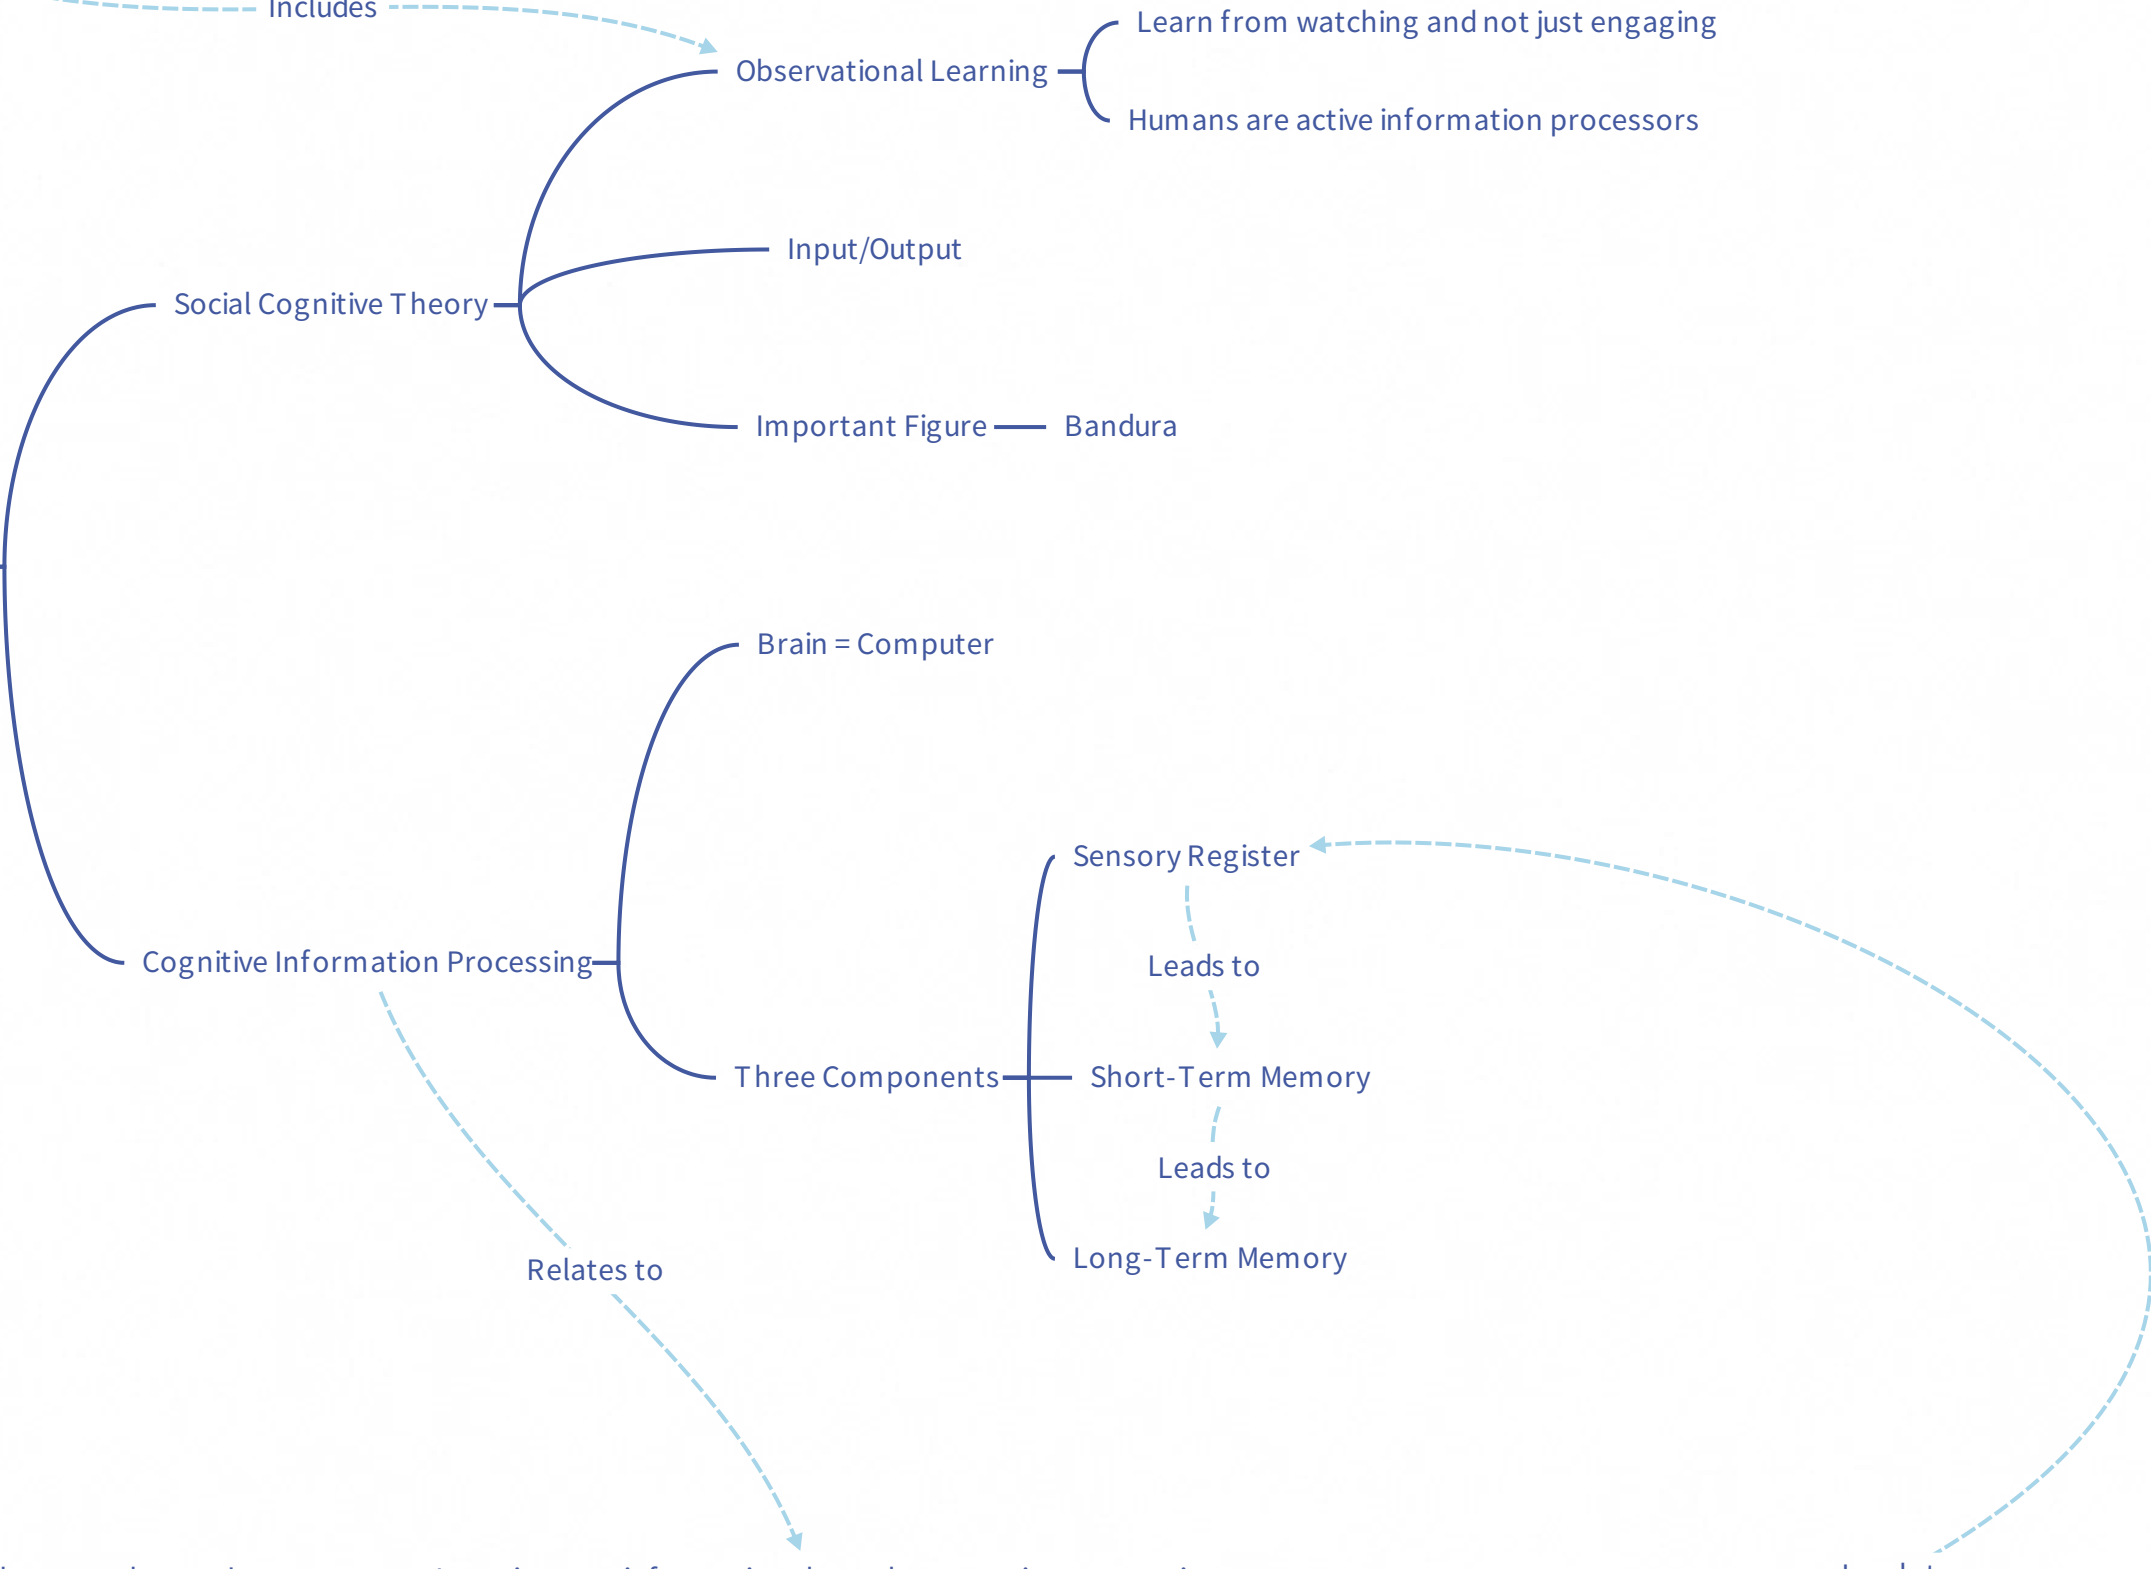 Includes
Learn from watching and not just engaging
Observational Learning
Humans are active information processors
Input/Output
Social Cognitive Theory
Important Figure
Bandura
Brain = Computer
Sensory Register
Leads to
Cognitive Information Processing
Three Components
Short-Term Memory
Leads to
Long-Term Memory
Relates to